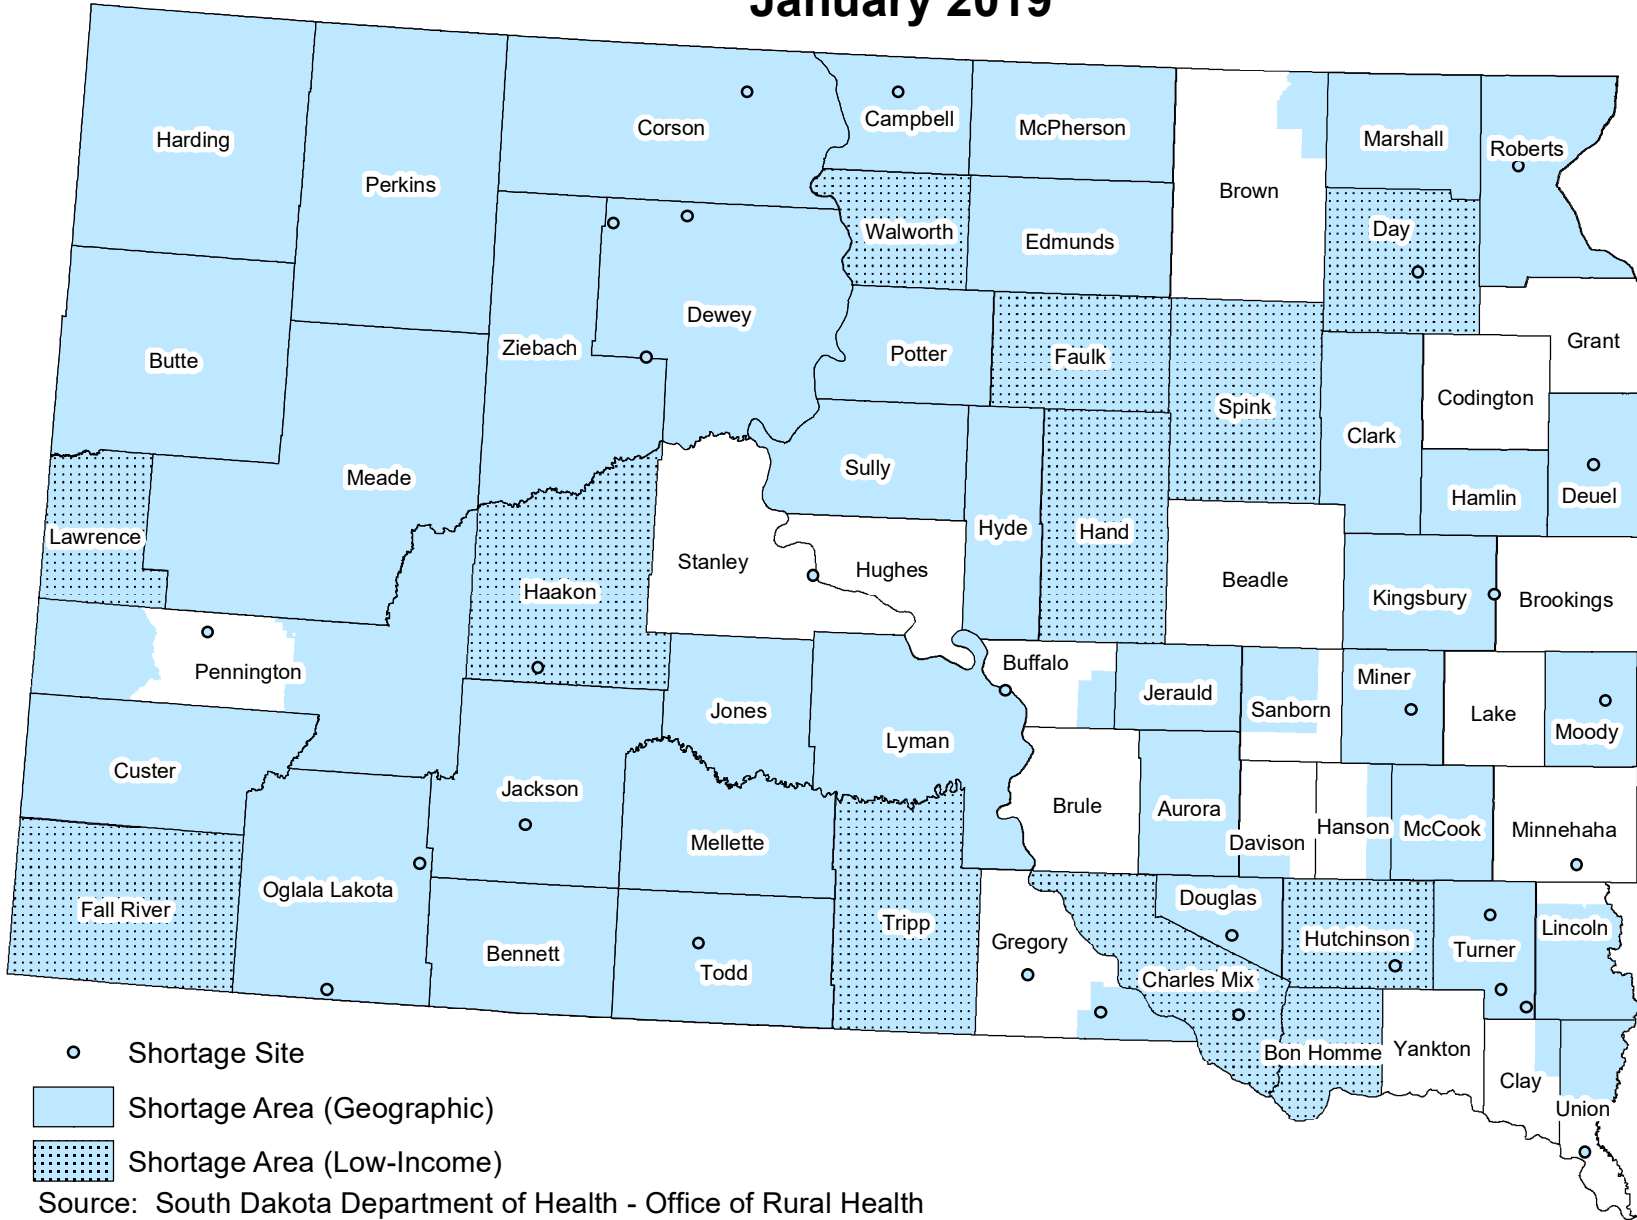 January 2019
Harding
Perkins
Corson
Campbell
McPherson
Brown
Marshall
Roberts
Walworth
Edmunds
Day
Butte
Ziebach
Dewey
Potter
Faulk
Spink
Clark
Codington
Grant
Meade
Sully
Hyde
Hand
Hamlin
Deuel
Lawrence
Haakon
Stanley
Hughes
Beadle
Kingsbury
Brookings
Pennington
Jones
Lyman
Buffalo
Jerauld
Sanborn
Miner
Lake
Moody
Custer
Jackson
Mellette
Brule
Aurora
Davison
Hanson
McCook
Minnehaha
Fall River
Oglala Lakota
Bennett
Todd
Tripp
Gregory
Douglas
Charles Mix
Hutchinson
Turner
Lincoln
Bon Homme
Yankton
Clay
Union
Shortage Site
Shortage Area (Geographic)
Shortage Area (Low-Income)
Source: South Dakota Department of Health - Office of Rural Health